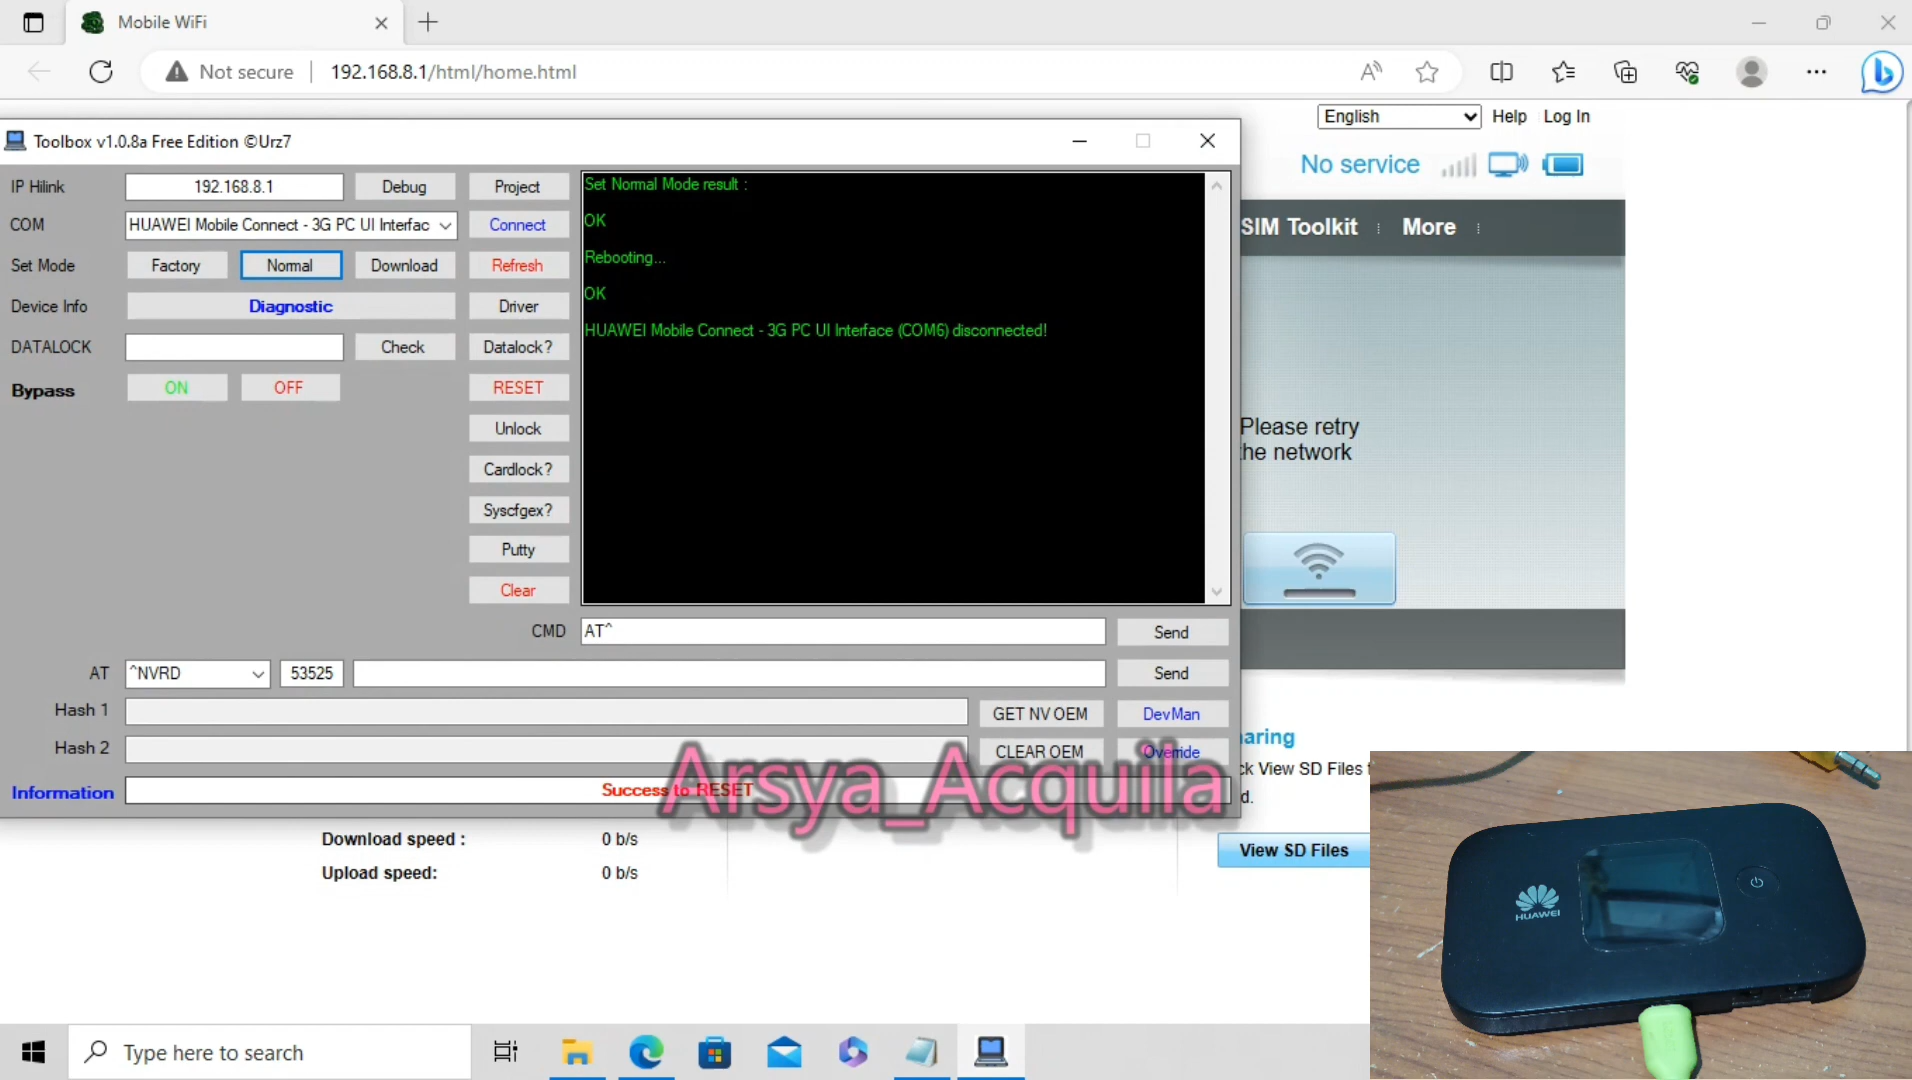 Mobile WiFi
Not secure
192.168.8.1/html/home.html
English
Help
Log In
No service
SIM Toolkit
More
Please retry
the network
haring
ck View SD Files
d.
View SD Files
Toolbox v1.0.8a Free Edition ©Urz7
IP Hilink
192.168.8.1
Debug
Project
COM
HUAWEI Mobile Connect - 3G PC UI Interfac
Connect
Set Mode
Factory
Normal
Download
Refresh
Device Info
Diagnostic
Driver
DATALOCK
Check
Datalock?
Bypass
ON
OFF
RESET
Unlock
Cardlock?
Syscfgex?
Putty
Clear
Set Normal Mode result :
OK
Rebooting...
OK
HUAWEI Mobile Connect - 3G PC UI Interface (COM6) disconnected!
CMD
AT^
Send
AT
^NVRD
53525
Send
Hash 1
GET NV OEM
DevMan
Hash 2
CLEAR OEM
Override
Information
Success to RESET
Arsya_Acquila
Download speed :
0 b/s
Upload speed:
0 b/s
HUAWEI
Type here to search